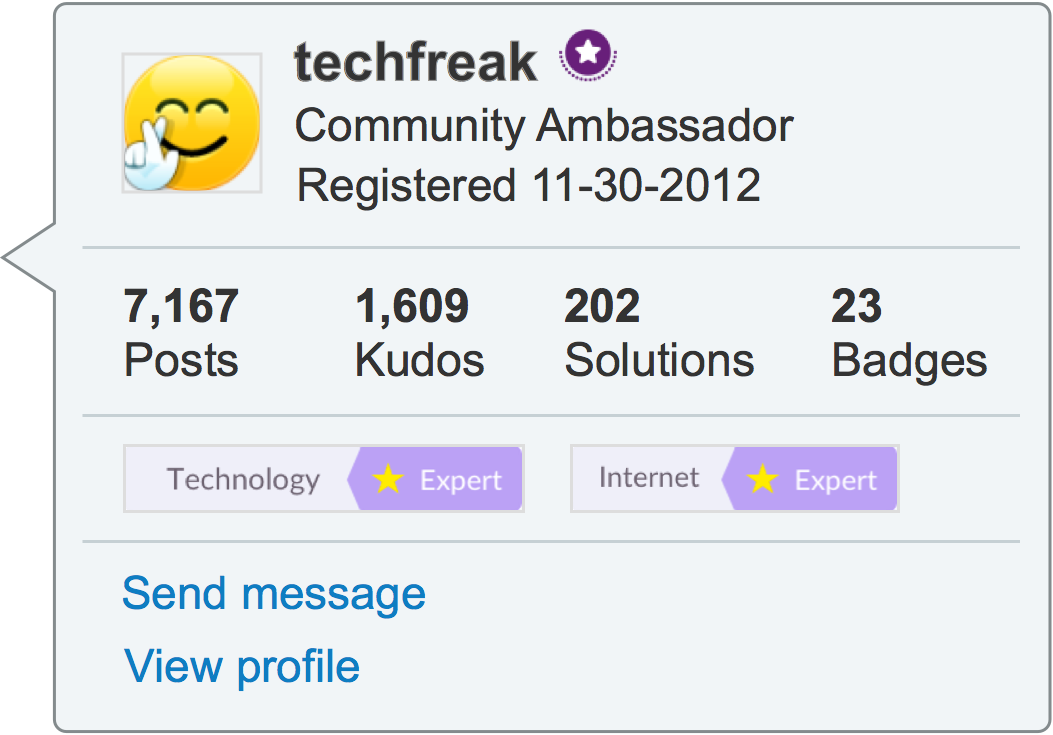 techfreak
Community Ambassador
Registered 11-30-2012
7,167 1,609 202 23
Posts Kudos Solutions Badges
Technology Expert Internet Expert
Send message
View profile